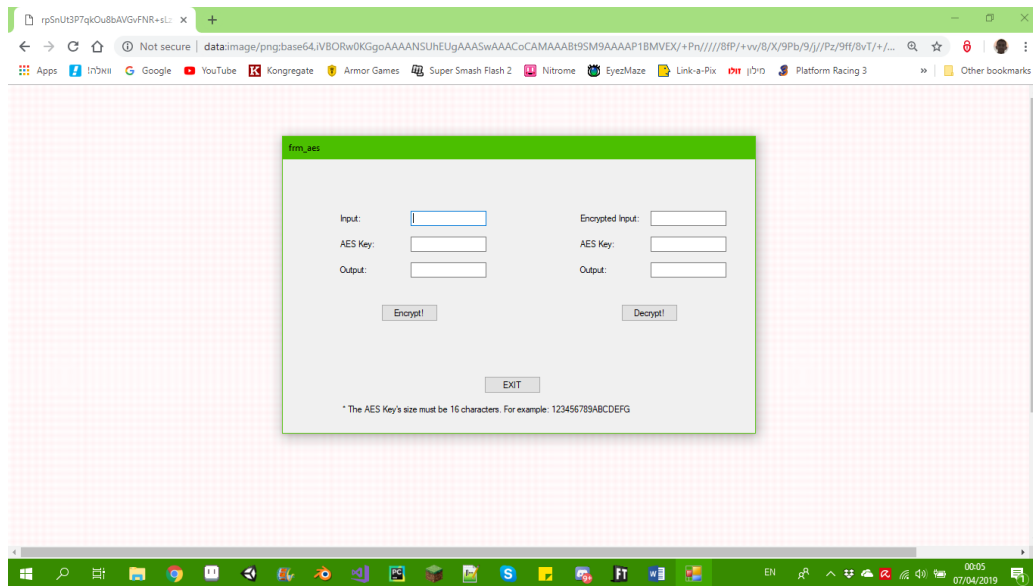 rpSnUt3P7qkOu8bAVGvFNR+sL
Not secure | data:image/png;base64,iVBORw0KGgoAAAANSUhEUgAAASwAAACoCAMAAABt9SM9AAAAP1BMVEX/+Pn/////8fP/+vv/8/X/9Pb/9/j//Pz/9ff/8vT/+/...
Apps וואלה! Google YouTube Kongregate Armor Games Super Smash Flash 2 Nitrome EyezMaze Link-a-Pix מילון זולו Platform Racing 3 » Other bookmarks
frm_aes
Input: Encrypted Input:
AES Key: AES Key:
Output: Output:
Encrypt! Decrypt!
EXIT
* The AES Key's size must be 16 characters. For example: 123456789ABCDEFG
EN 00:05
07/04/2019